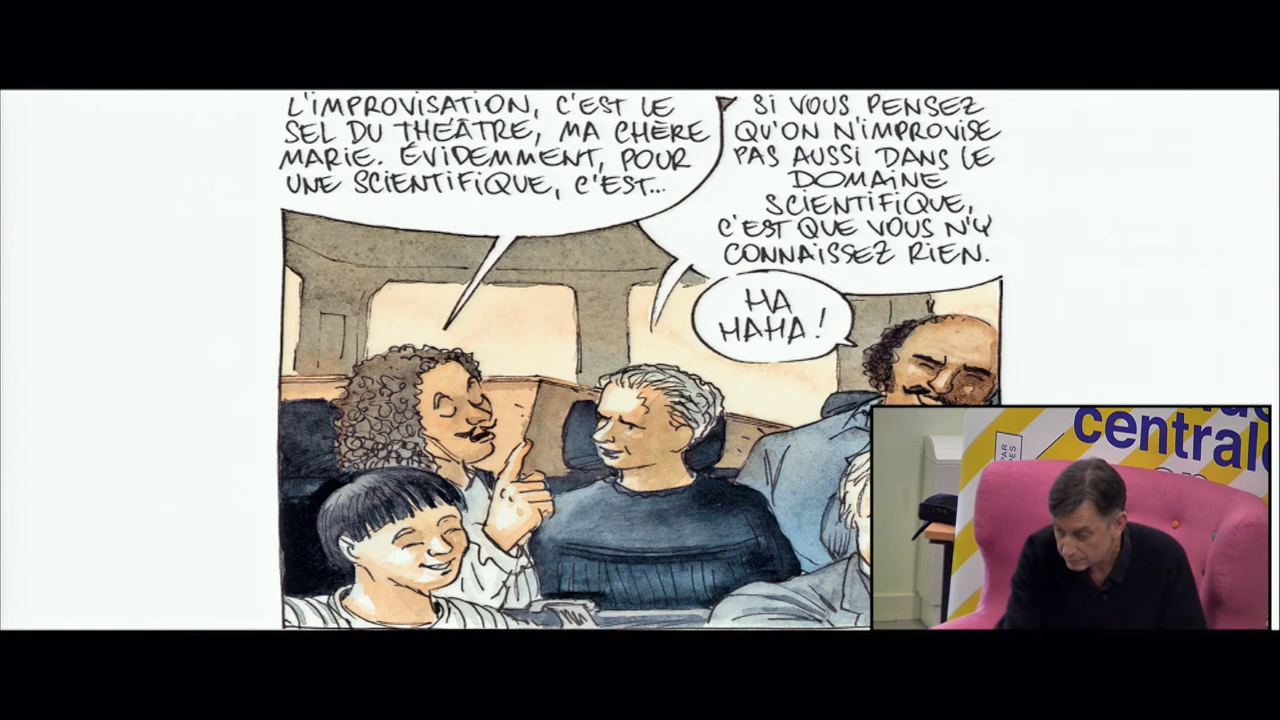 L'IMPROVISATION, C'EST LE
SEL DU THÉÂTRE, MA CHÈRE
MARIE. ÉVIDEMMENT, POUR
UNE SCIENTIFIQUE, C'EST...
SI VOUS PENSEZ
QU'ON N'IMPROVISE
PAS AUSSI DANS LE
DOMAINE
SCIENTIFIQUE,
C'EST QUE VOUS N'Y
CONNAISSEZ RIEN.
HA
HAHA !
centrale
PAR